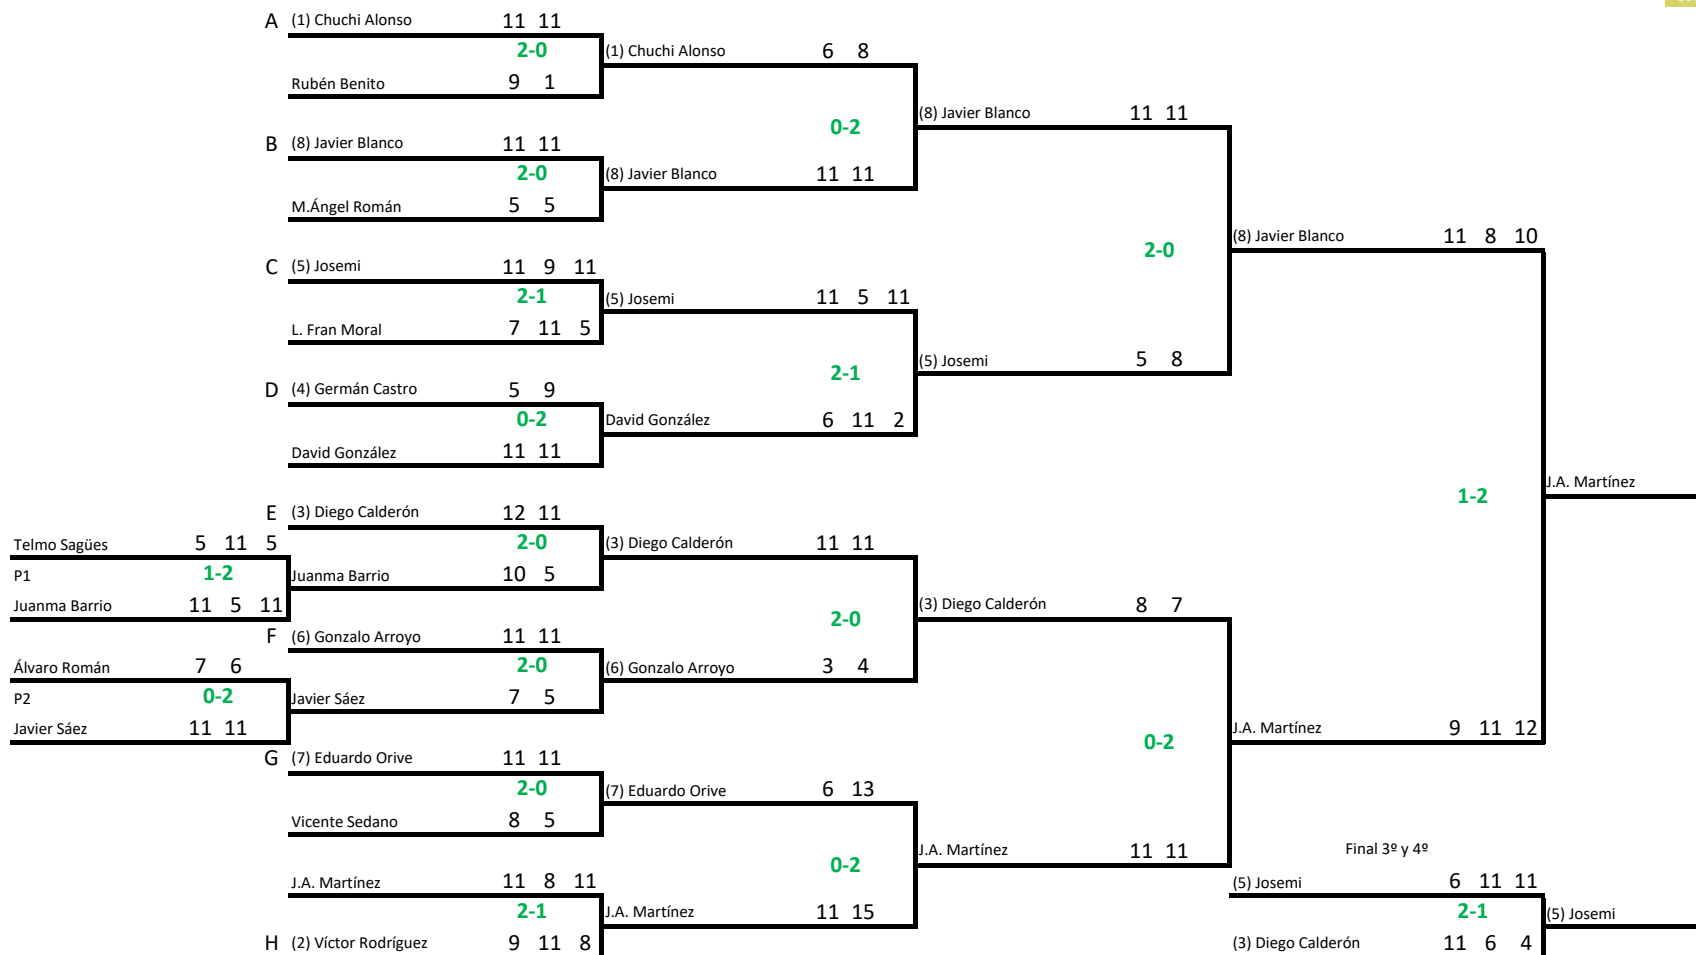 A (1) Chuchi Alonso 11 11
2-0
Rubén Benito 9 1
B (8) Javier Blanco 11 11
2-0
M.Ángel Román 5 5
C (5) Josemi 11 9 11
2-1
L. Fran Moral 7 11 5
D (4) Germán Castro 5 9
0-2
David González 11 11
E (3) Diego Calderón 12 11
2-0
Juanma Barrio 10 5
Telmo Sagües 5 11 5
P1 1-2
Juanma Barrio 11 5 11
F (6) Gonzalo Arroyo 11 11
2-0
Javier Sáez 7 5
Álvaro Román 7 6
P2 0-2
Javier Sáez 11 11
G (7) Eduardo Orive 11 11
2-0
Vicente Sedano 8 5
J.A. Martínez 11 8 11
2-1
H (2) Víctor Rodríguez 9 11 8
(1) Chuchi Alonso 6 8
0-2
(8) Javier Blanco 11 11
(5) Josemi 11 5 11
2-1
David González 6 11 2
(3) Diego Calderón 11 11
2-0
(6) Gonzalo Arroyo 3 4
(7) Eduardo Orive 6 13
0-2
J.A. Martínez 11 15
(8) Javier Blanco 11 11
2-0
(5) Josemi 5 8
(3) Diego Calderón 8 7
0-2
J.A. Martínez 11 11
(8) Javier Blanco 11 8 10
1-2
J.A. Martínez 9 11 12
J.A. Martínez
Final 3º y 4º
(5) Josemi 6 11 11
2-1
(3) Diego Calderón 11 6 4
(5) Josemi